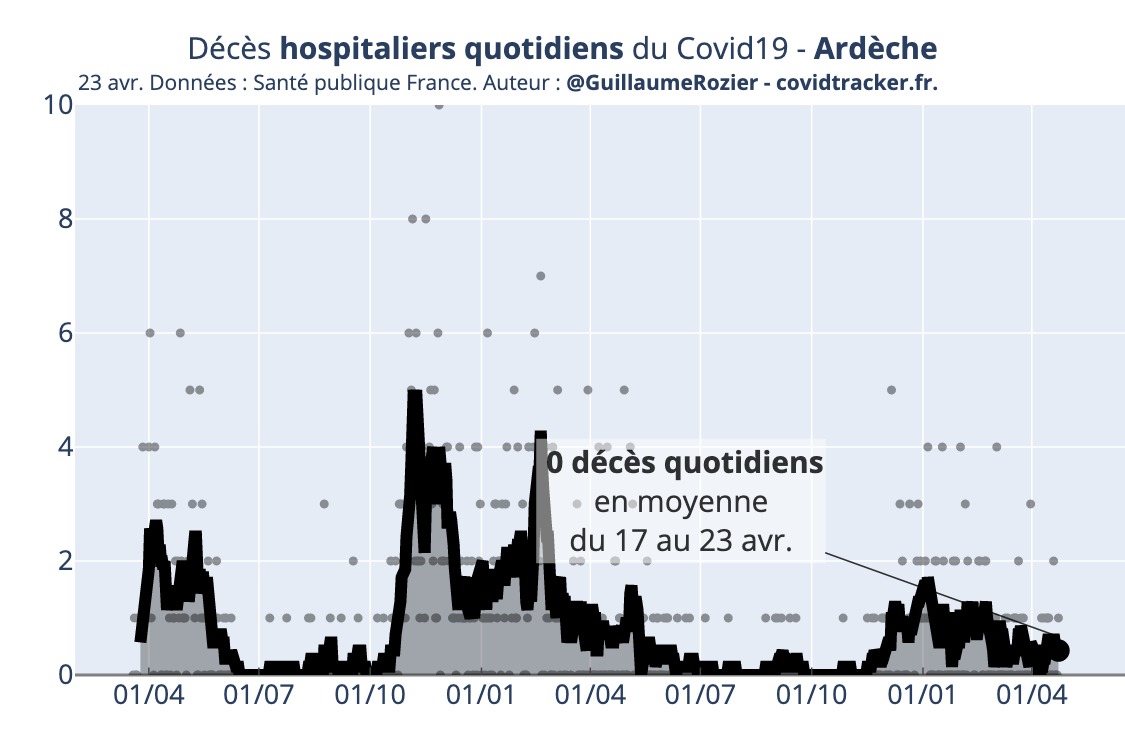 Décès hospitaliers quotidiens du Covid19 - Ardèche
23 avr. Données : Santé publique France. Auteur : @GuillaumeRozier - covidtracker.fr.
10
8
6
4
2
0
0 décès quotidiens
en moyenne
du 17 au 23 avr.
01/04 01/07 01/10 01/01 01/04 01/07 01/10 01/01 01/04